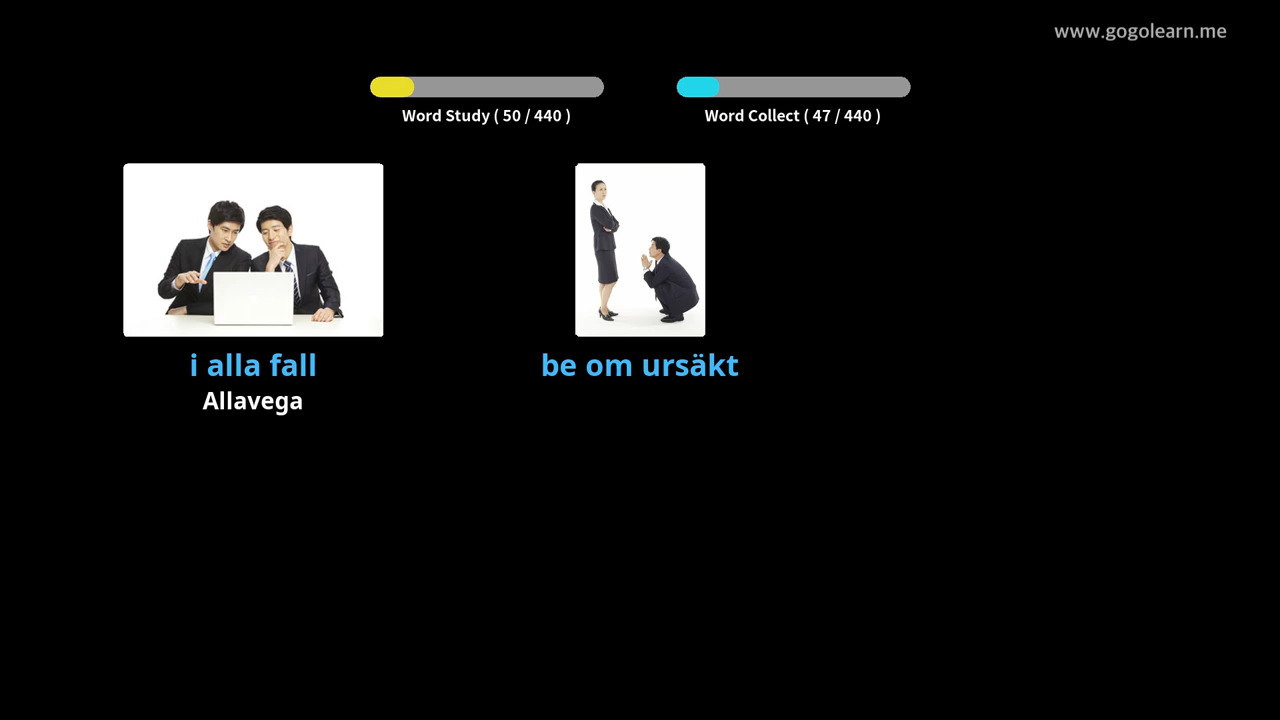 www.gogolearn.me
Word Study ( 50 / 440 )
Word Collect ( 47 / 440 )
i alla fall
Allavega
be om ursäkt